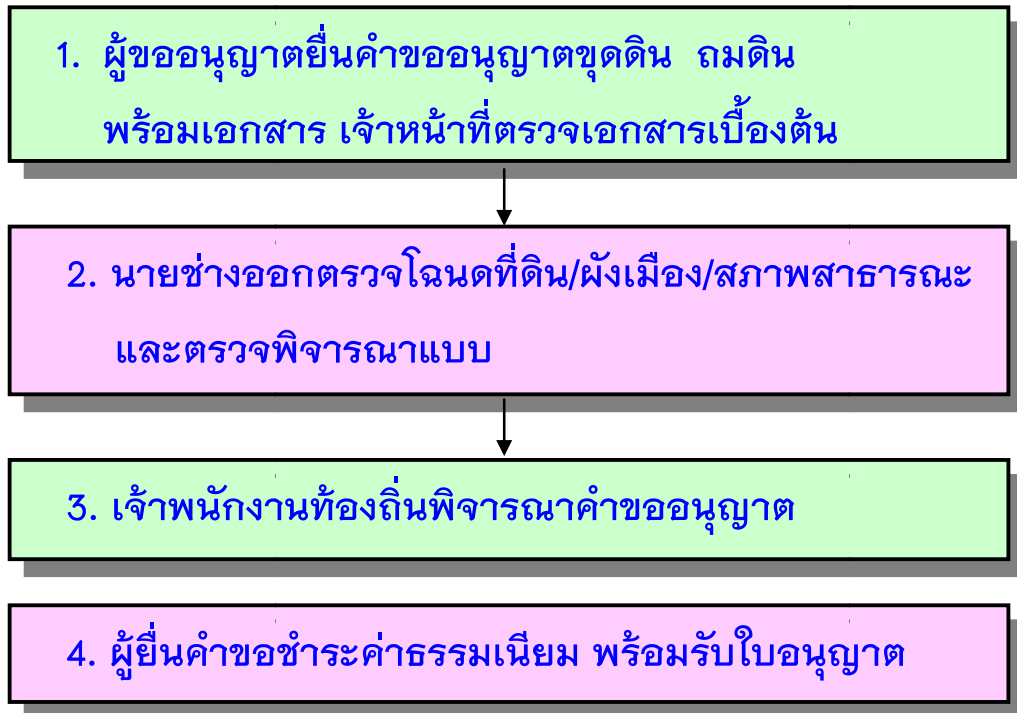 1. ผู้ขออนุญาตยื่นคำขออนุญาตขุดดิน ถมดิน
พร้อมเอกสาร เจ้าหน้าที่ตรวจเอกสารเบื้องต้น
2. นายช่างออกตรวจโฉนดที่ดิน/ผังเมือง/สภาพสาธารณะ
และตรวจพิจารณาแบบ
3. เจ้าพนักงานท้องถิ่นพิจารณาคำขออนุญาต
4. ผู้ยื่นคำขอชำระค่าธรรมเนียม พร้อมรับใบอนุญาต